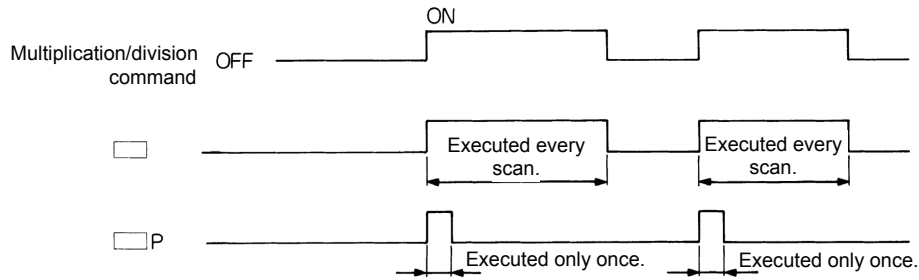 ON
Multiplication/division
command
OFF
Executed every
scan.
Executed every
scan.
P
Executed only once.
Executed only once.